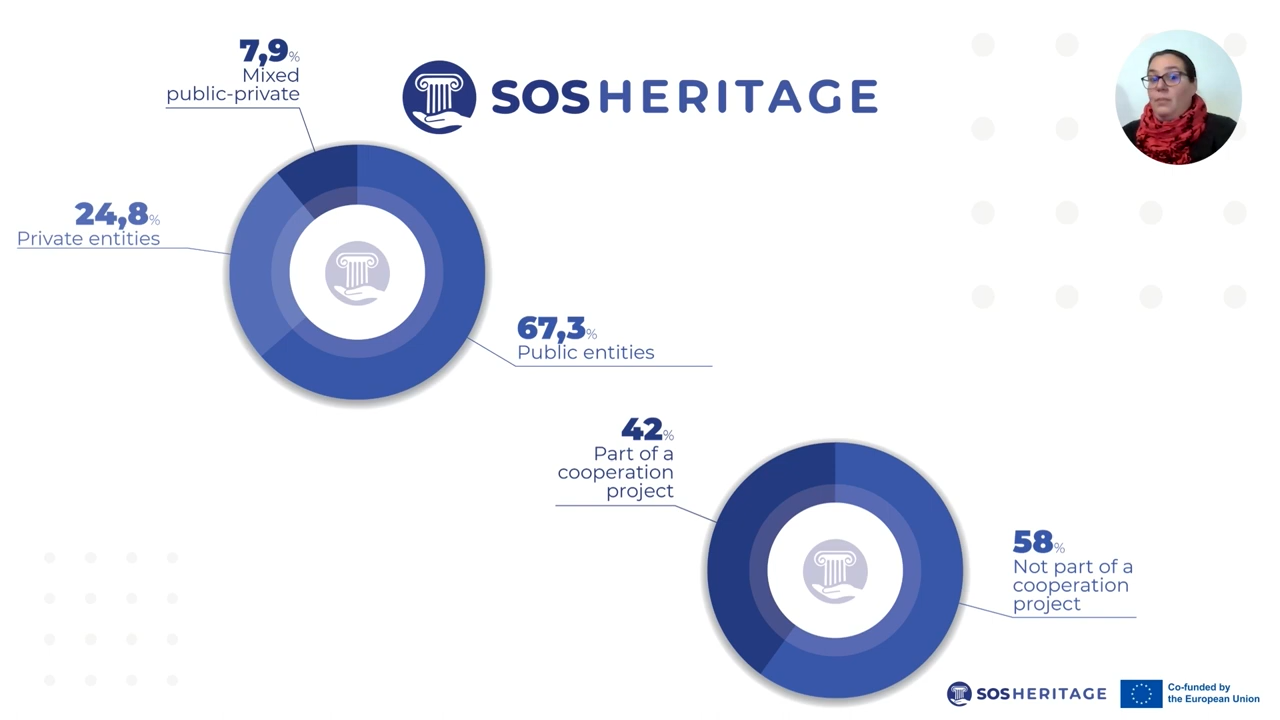 7,9%
Mixed
public-private
SOSHERITAGE
24,8%
Private entities
67,3%
Public entities
42%
Part of a
cooperation
project
58%
Not part of a
cooperation
project
SOSHERITAGE
Co-funded by
the European Union